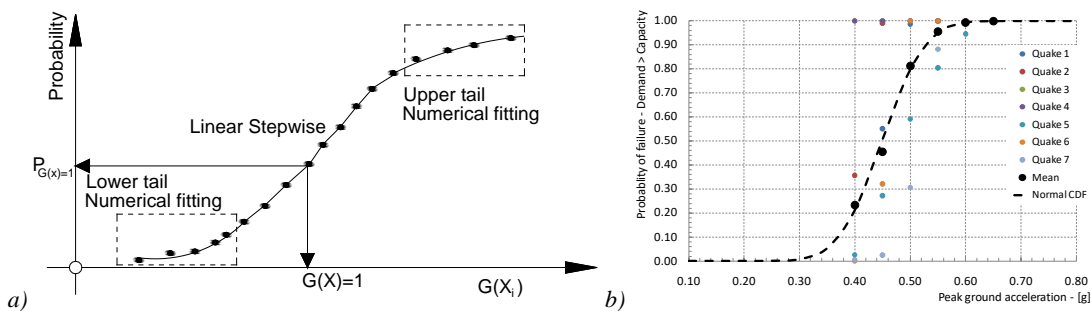 Probability
Upper tail
Numerical fitting
Linear Stepwise
P G(x)=1
Lower tail
Numerical fitting
G(X)=1
G(Xi)
a)
Probablity of failure - Demand > Capacity
1.00
0.90
0.80
0.70
0.60
0.50
0.40
0.30
0.20
0.10
0.00
0.10 0.20 0.30 0.40 0.50 0.60 0.70 0.80
Peak ground acceleration - [g]
Quake 1
Quake 2
Quake 3
Quake 4
Quake 5
Quake 6
Quake 7
Mean
Normal CDF
b)